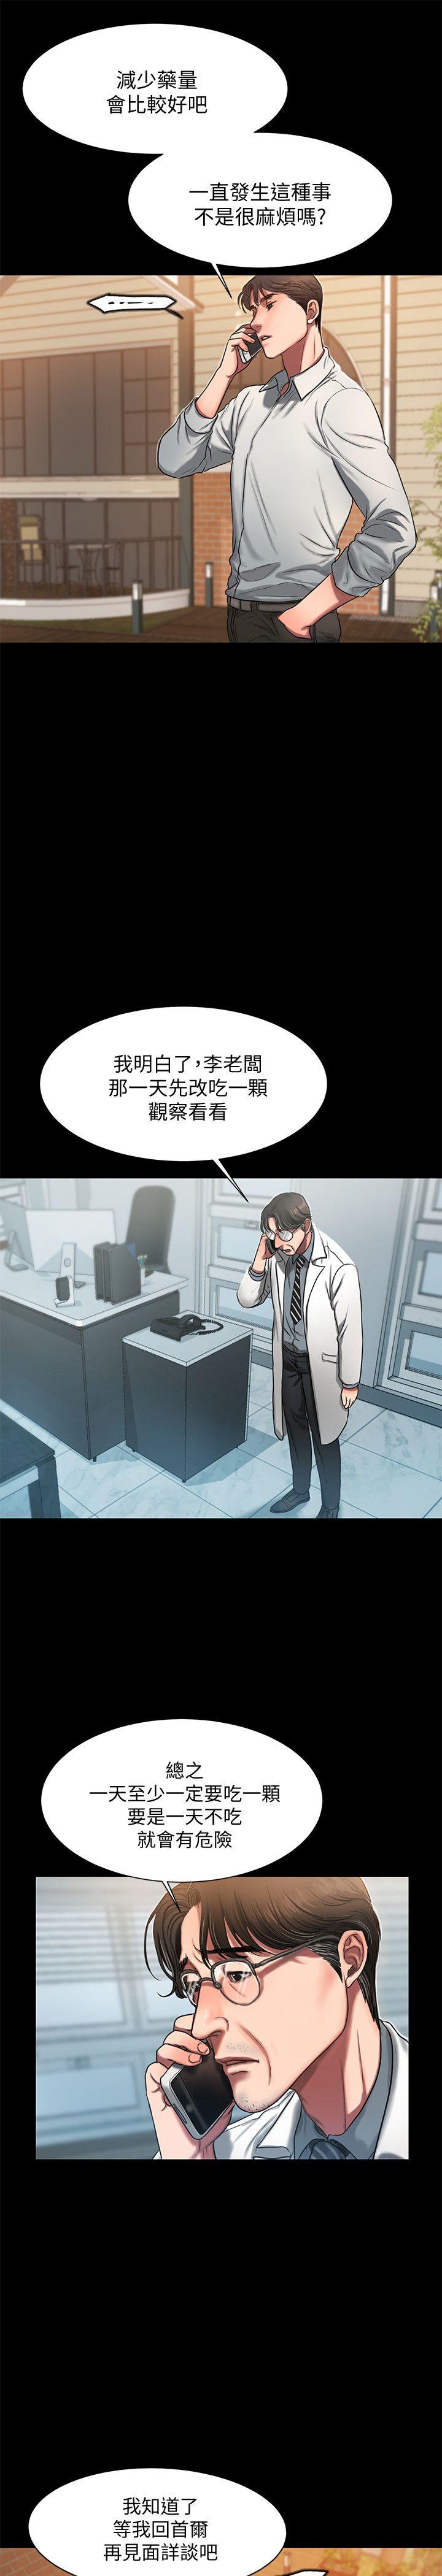 減少藥量
會比較好吧
一直發生這種事
不是很麻煩嗎?
我明白了,李老闆
那一天先改吃一顆
觀察看看
總之
一天至少一定要吃一顆
要是一天不吃
就會有危險
我知道了
等我回首爾
再見面詳談吧